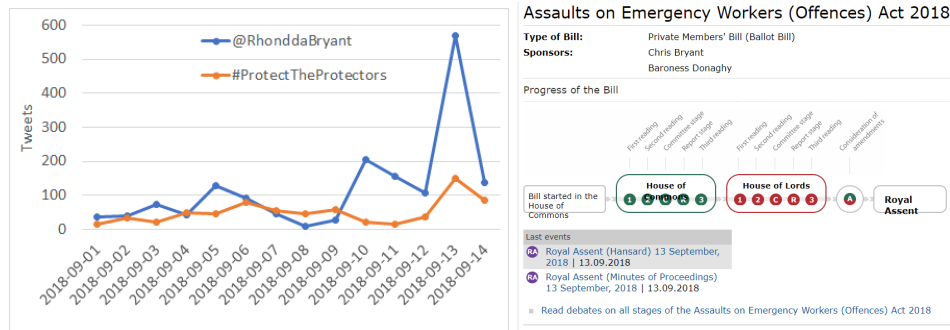 600
500
400
300
200
100
0
Tweets
@RhonddaBryant
#ProtectTheProtectors
2018-09-01
2018-09-02
2018-09-03
2018-09-04
2018-09-05
2018-09-06
2018-09-07
2018-09-08
2018-09-09
2018-09-10
2018-09-11
2018-09-12
2018-09-13
2018-09-14
Assaults on Emergency Workers (Offences) Act 2018
Type of Bill: Private Members' Bill (Ballot Bill)
Sponsors: Chris Bryant
Baroness Donaghy
Progress of the Bill
First reading
Second reading
Committee stage
Report stage
Third reading
First reading
Second reading
Committee stage
Report stage
Third reading
Consideration of
amendments
Bill started in the
House of
Commons
House of
Commons
1 2 C R 3
House of Lords
1 2 C R 3
A
Royal
Assent
Last events
RA Royal Assent (Hansard) 13 September,
2018 | 13.09.2018
RA Royal Assent (Minutes of Proceedings)
13 September, 2018 | 13.09.2018
Read debates on all stages of the Assaults on Emergency Workers (Offences) Act 2018